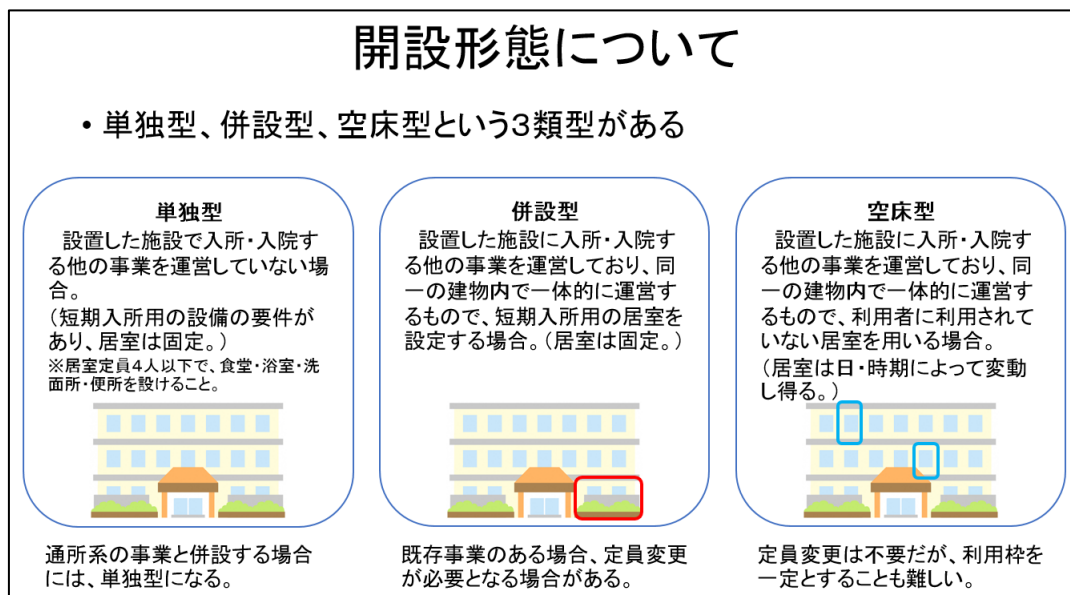 開設形態について
・単独型、併設型、空床型という3類型がある
単独型
設置した施設で入所・入院す
る他の事業を運営していない場
合。
（短期入所用の設備の要件が
あり、居室は固定。）
※居室定員４人以下で、食堂・浴室・洗
面所・便所を設けること。
通所系の事業と併設する場合
には、単独型になる。
併設型
設置した施設に入所・入院す
る他の事業を運営しており、同
一の建物内で一体的に運営す
るもので、短期入所用の居室を
設定する場合。（居室は固定。）
既存事業のある場合、定員変更
が必要となる場合がある。
空床型
設置した施設に入所・入院す
る他の事業を運営しており、同
一の建物内で一体的に運営す
るもので、利用者に利用されて
いない居室を用いる場合。
（居室は日・時期によって変動
し得る。）
定員変更は不要だが、利用枠を
一定とすることも難しい。